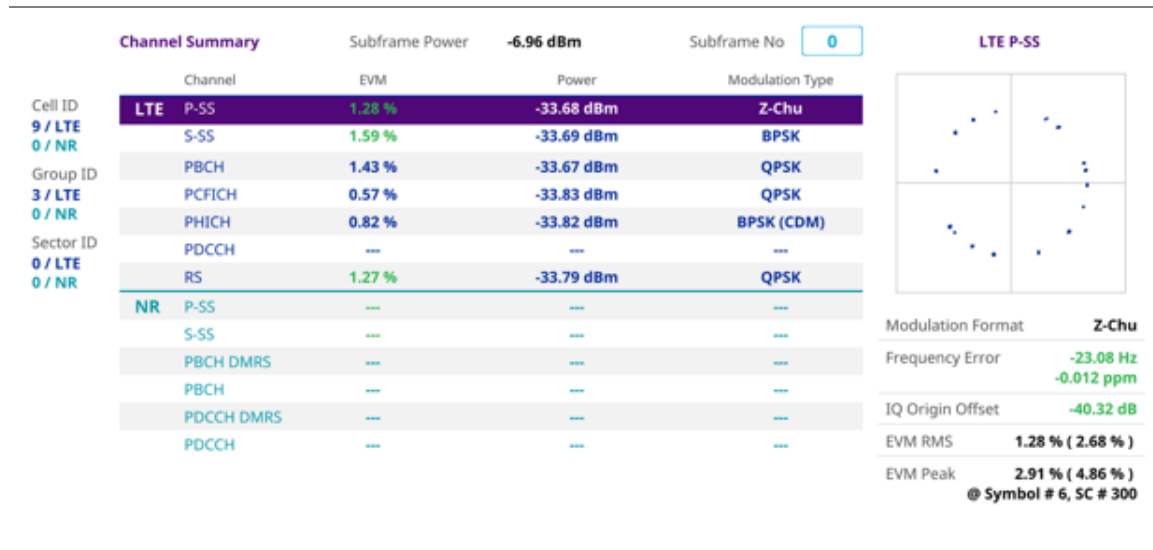 Channel Summary Subframe Power -6.96 dBm Subframe No 0
Channel EVM Power Modulation Type
Cell ID
9 / LTE
0 / NR
Group ID
3 / LTE
0 / NR
Sector ID
0 / LTE
0 / NR
LTE P-SS 1.28 % -33.68 dBm Z-Chu
S-SS 1.59 % -33.69 dBm BPSK
PBCH 1.43 % -33.67 dBm QPSK
PCFICH 0.57 % -33.83 dBm QPSK
PHICH 0.82 % -33.82 dBm BPSK (CDM)
PDCCH --- --- ---
RS 1.27 % -33.79 dBm QPSK
NR P-SS --- --- ---
S-SS --- --- ---
PBCH DMRS --- --- ---
PBCH --- --- ---
PDCCH DMRS --- --- ---
PDCCH --- --- ---
LTE P-SS
Modulation Format Z-Chu
Frequency Error -23.08 Hz
-0.012 ppm
IQ Origin Offset -40.32 dB
EVM RMS 1.28 % ( 2.68 % )
EVM Peak 2.91 % ( 4.86 % )
@ Symbol # 6, SC # 300